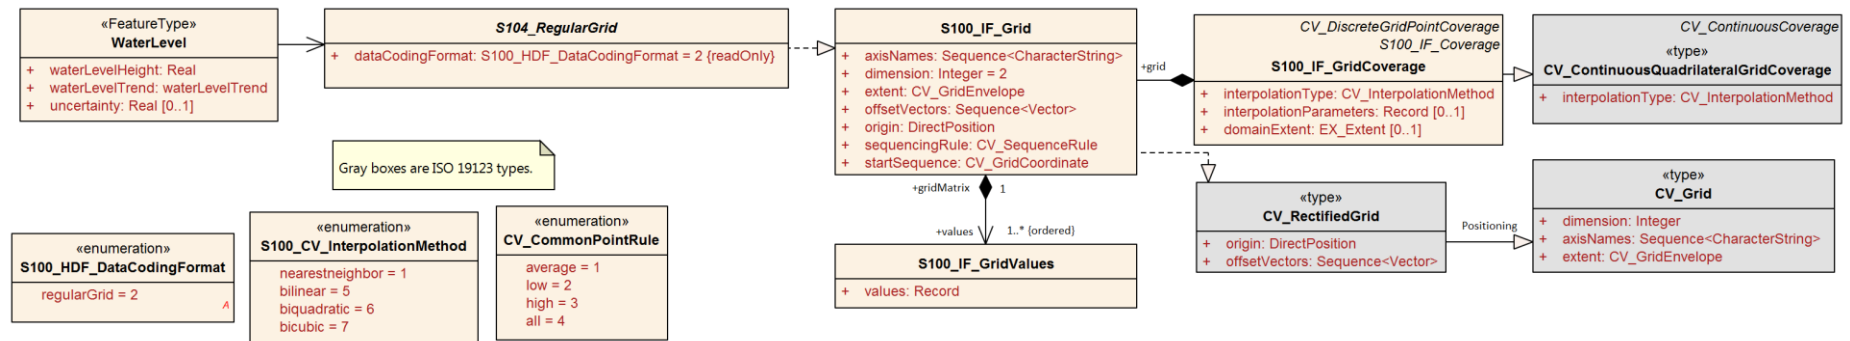 «FeatureType»
WaterLevel
+ waterLevelHeight: Real
+ waterLevelTrend: waterLevelTrend
+ uncertainty: Real [0..1]
S104_RegularGrid
+ dataCodingFormat: S100_HDF_DataCodingFormat = 2 {readOnly}
S100_IF_Grid
+ axisNames: Sequence<CharacterString>
+ dimension: Integer = 2
+ extent: CV_GridEnvelope
+ offsetVectors: Sequence<Vector>
+ origin: DirectPosition
+ sequencingRule: CV_SequenceRule
+ startSequence: CV_GridCoordinate
+grid
CV_DiscreteGridPointCoverage
S100_IF_Coverage
S100_IF_GridCoverage
+ interpolationType: CV_InterpolationMethod
+ interpolationParameters: Record [0..1]
+ domainExtent: EX_Extent [0..1]
CV_ContinuousCoverage
«type»
CV_ContinuousQuadrilateralGridCoverage
+ interpolationType: CV_InterpolationMethod
Gray boxes are ISO 19123 types.
+gridMatrix 1
+values 1..* {ordered}
S100_IF_GridValues
+ values: Record
«type»
CV_RectifiedGrid
+ origin: DirectPosition
+ offsetVectors: Sequence<Vector>
Positioning
«type»
CV_Grid
+ dimension: Integer
+ axisNames: Sequence<CharacterString>
+ extent: CV_GridEnvelope
«enumeration»
S100_HDF_DataCodingFormat
regularGrid = 2
A
«enumeration»
S100_CV_InterpolationMethod
nearestneighbor = 1
bilinear = 5
biquadratic = 6
bicubic = 7
«enumeration»
CV_CommonPointRule
average = 1
low = 2
high = 3
all = 4